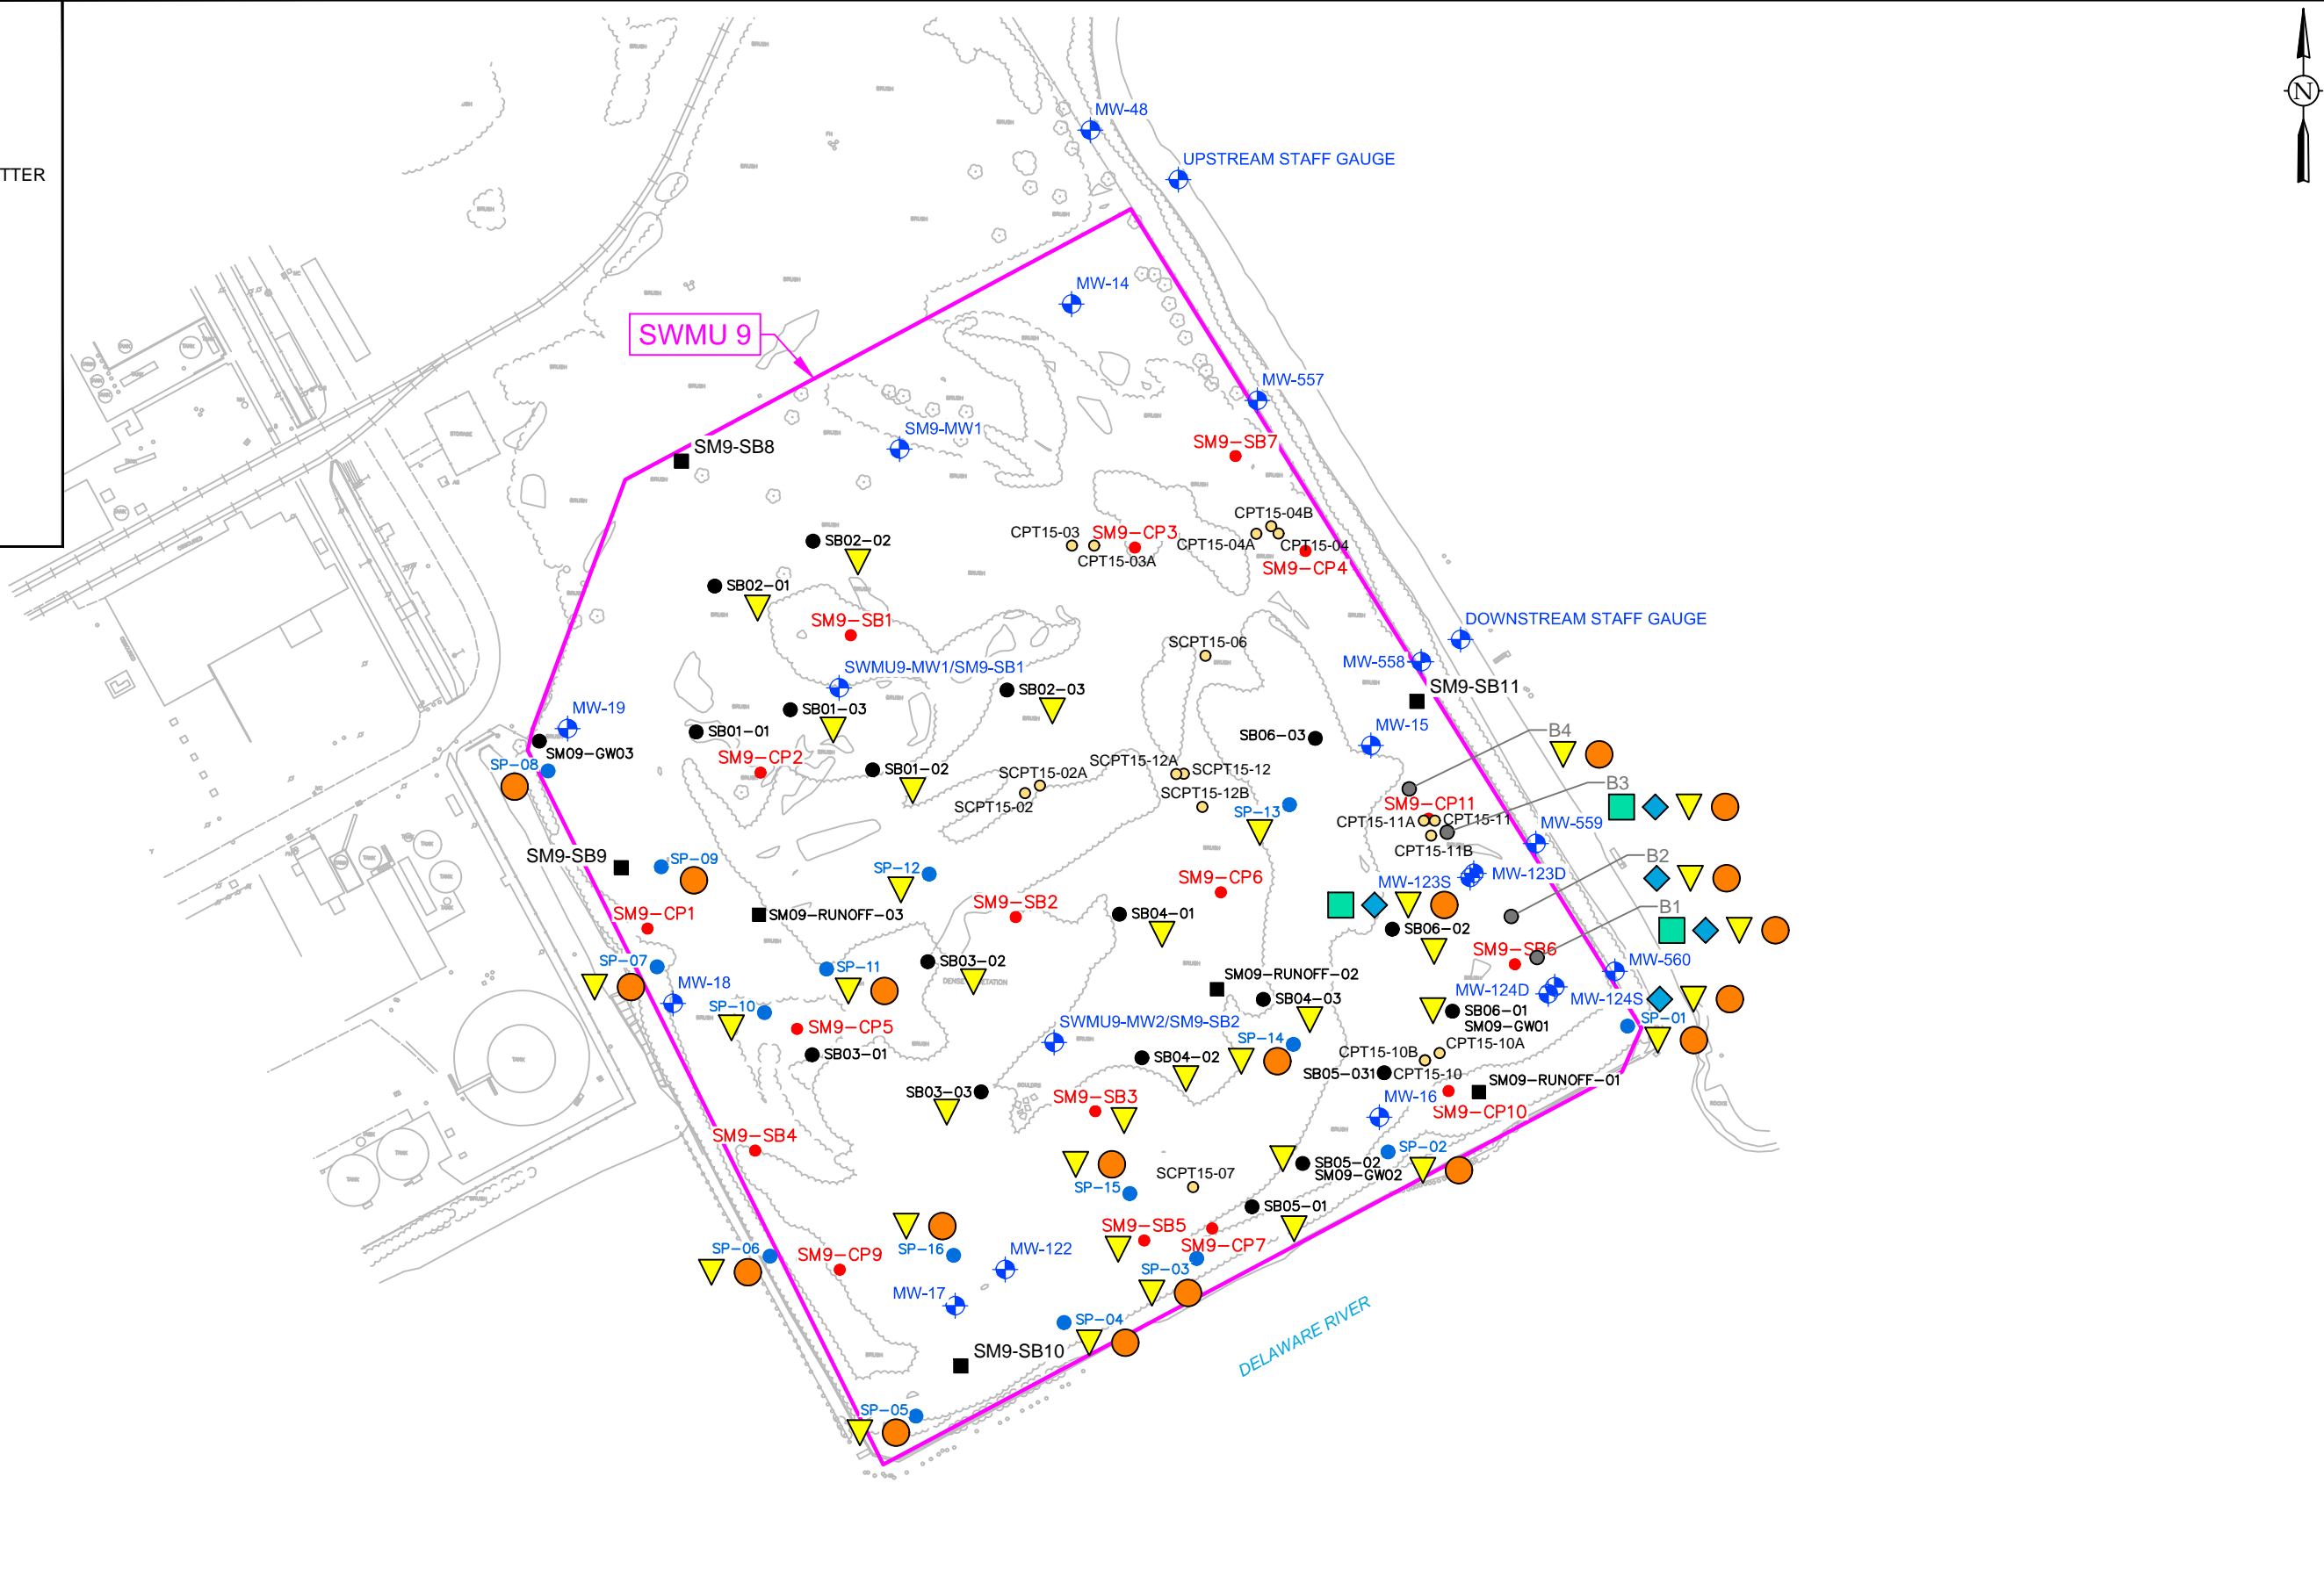 TTER
N
MW-48
UPSTREAM STAFF GAUGE
MW-14
SWMU 9
MW-557
SM9-MW1
SM9-SB7
SM9-SB8
CPT15-04B
CPT15-03
SM9-CP3
CPT15-04A
CPT15-04
CPT15-03A
SM9-CP4
SB02-02
SB02-01
SM9-SB1
DOWNSTREAM STAFF GAUGE
SCPT15-06
MW-558
SWMU9-MW1/SM9-SB1
SM9-SB11
SB02-03
MW-19
SB01-03
MW-15
SB01-01
B4
SB06-03
SM09-GW03
SM9-CP2
SP-08
SB01-02
SCPT15-02A
SCPT15-12A
SCPT15-12
B3
SCPT15-02
SCPT15-12B
SP-13
SM9-CP11
CPT15-11A
CPT15-11
MW-559
CPT15-11B
SM9-SB9
SP-09
SP-12
B2
MW-123S
MW-123D
SM9-CP6
SM9-CP1
SM09-RUNOFF-03
SM9-SB2
SB04-01
B1
SB06-02
SM9-SB6
SP-07
SP-11
SB03-02
MW-560
SM09-RUNOFF-02
MW-18
MW-124D
MW-124S
SP-10
SB04-03
SB06-01
SM09-GW01
SP-01
SM9-CP5
SWMU9-MW2/SM9-SB2
SP-14
CPT15-10A
CPT15-10B
SB03-01
SB04-02
SB05-031
CPT15-10
SM09-RUNOFF-01
SB03-03
SM9-SB3
MW-16
SM9-CP10
SM9-SB4
SP-02
SB05-02
SM09-GW02
SCPT15-07
SP-15
SB05-01
SM9-SB5
SM9-CP7
SP-06
SM9-CP9
SP-16
MW-122
SP-03
MW-17
SP-04
DELAWARE RIVER
SM9-SB10
SP-05